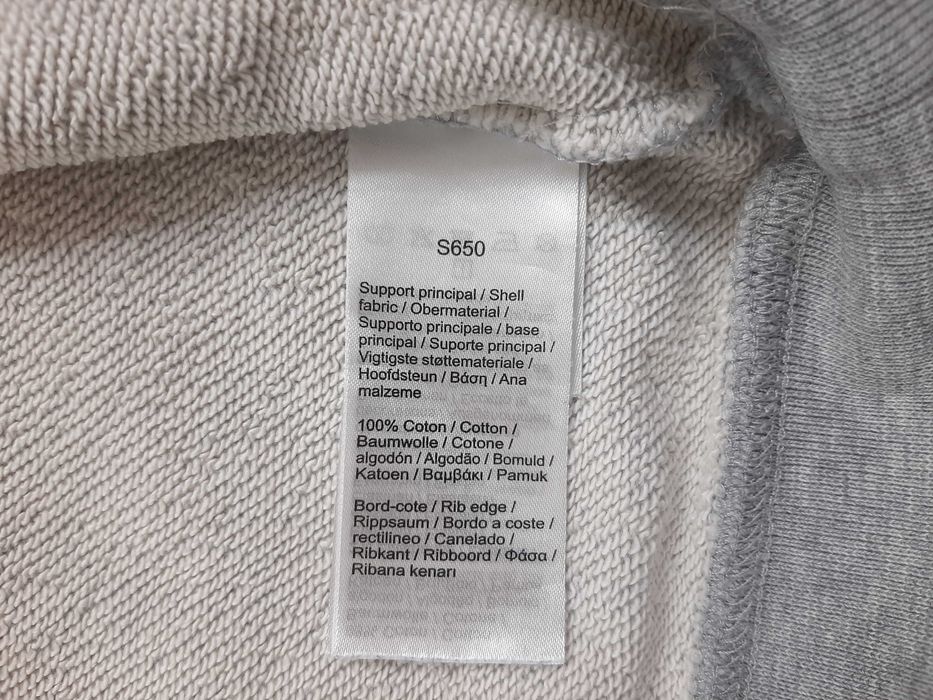 S650
Support principal / Shell
fabric / Obermaterial /
Supporto principale / base
principal / Suporte principal /
Vigtigste støttemateriale /
Hoofdsteun / Βάση / Ana
malzeme
100% Coton / Cotton /
Baumwolle / Cotone /
algodón / Algodão / Bomuld /
Katoen / Βαμβάκι / Pamuk
Bord-cote / Rib edge /
Rippsaum / Bordo a coste /
rectilineo / Canelado /
Ribkant / Ribboord / Φάσα /
Ribana kenarı